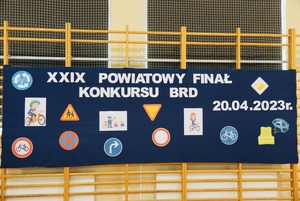 XXIX POWIATOWY FINAŁ
KONKURSU BRD
20.04.2023r.